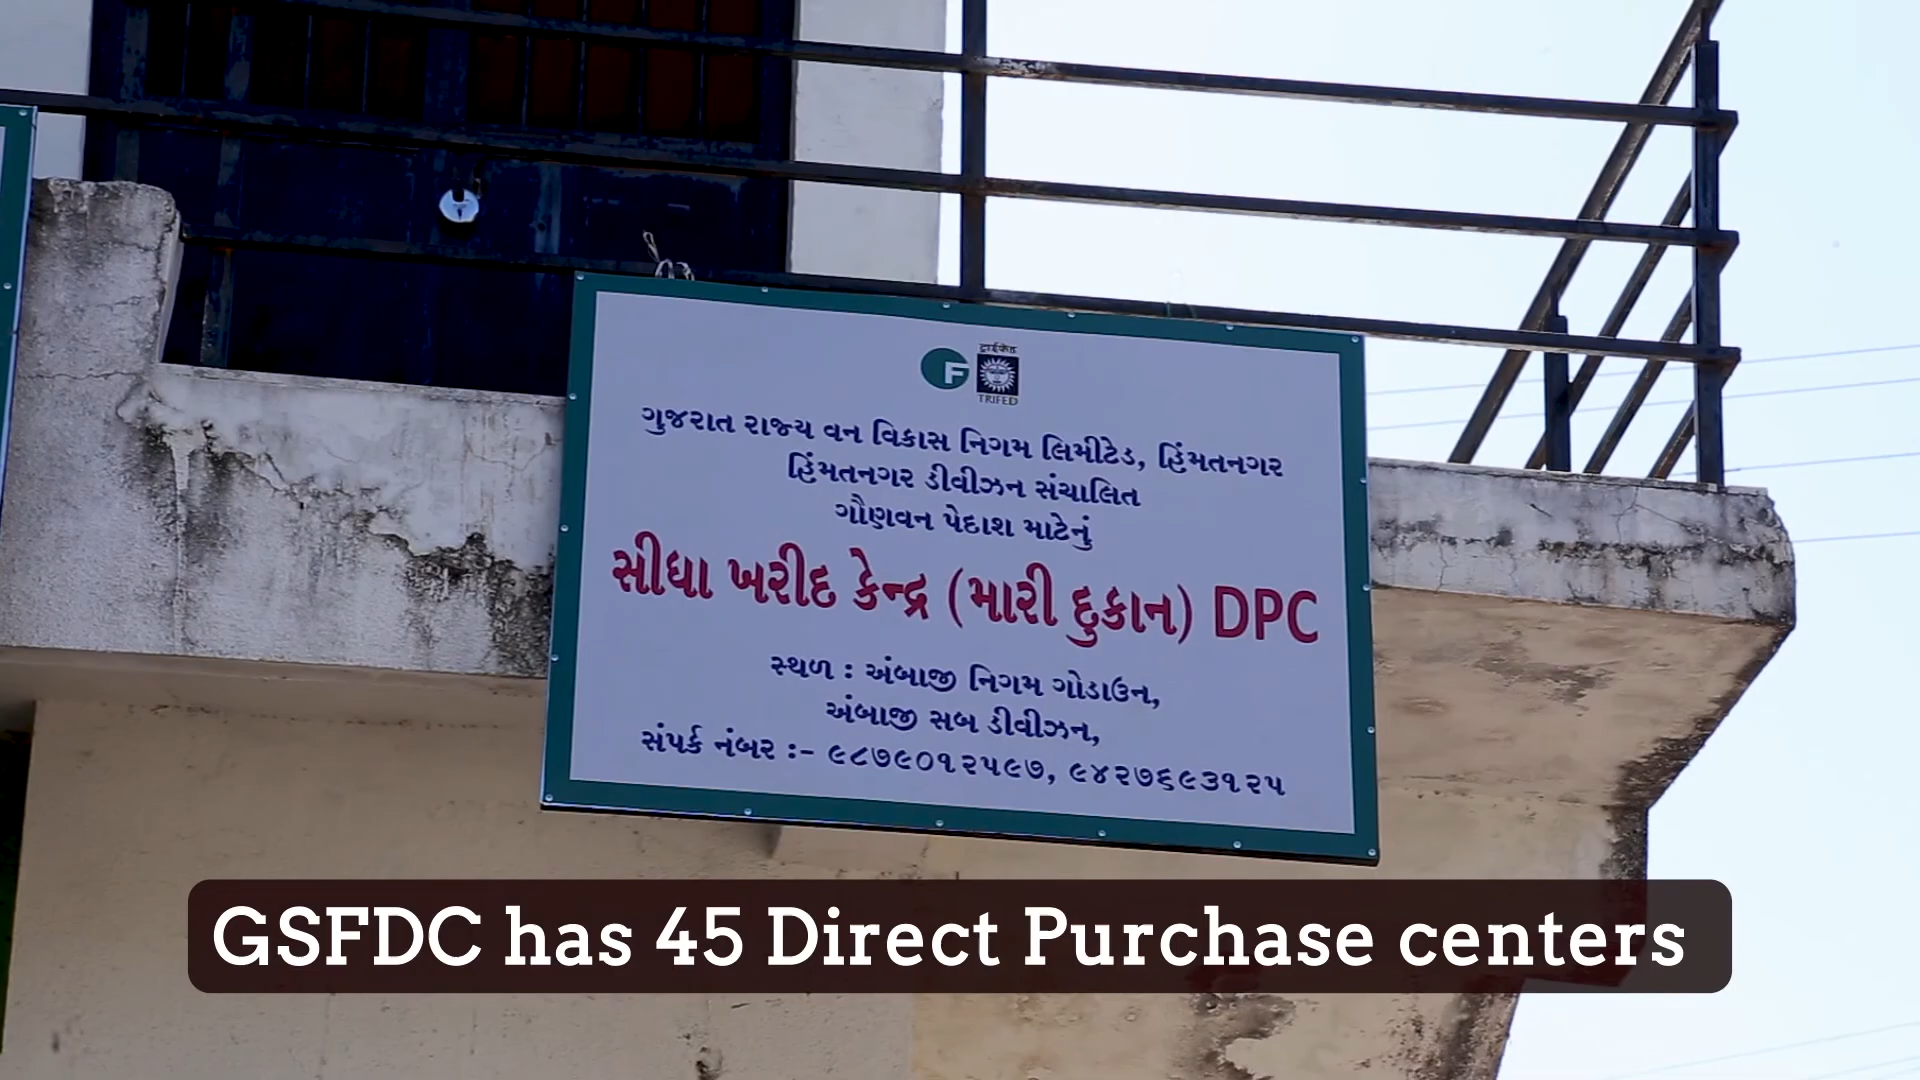 ट्राईफेड
TRIFED
ગુજરાત રાજ્ય વન વિકાસ નિગમ લિમીટેડ, હિંમતનગર
હિંમતનગર ડીવીઝન સંચાલિત
ગૌણવન પેદાશ માટેનું
સીધા ખરીદ કેન્દ્ર (મારી દુકાન) DPC
સ્થળ : અંબાજી નિગમ ગોડાઉન,
અંબાજી સબ ડીવીઝન,
સંપર્ક નંબર :- ૯૮૭૯૦૧૨૫૯૭, ૯૪૨૭૬૯૩૧૨૫
GSFDC has 45 Direct Purchase centers